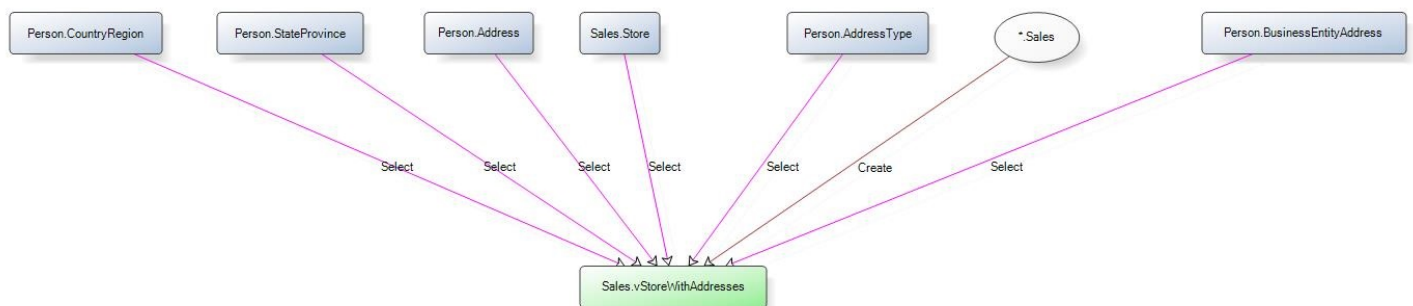 Person.CountryRegion
Person.StateProvince
Person.Address
Sales.Store
Person.AddressType
*.Sales
Person.BusinessEntityAddress
Select
Select
Select
Select
Select
Create
Select
Sales.vStoreWithAddresses